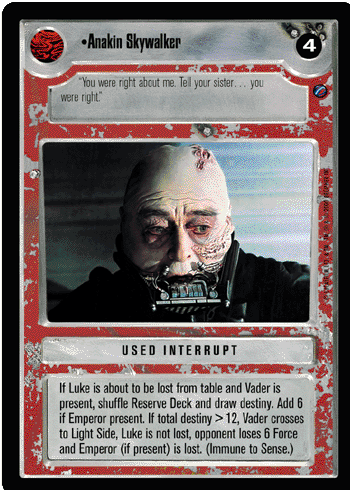 •Anakin Skywalker
4
"You were right about me. Tell your sister... you
were right."
USED INTERRUPT
If Luke is about to be lost from table and Vader is
present, shuffle Reserve Deck and draw destiny. Add 6
if Emperor present. If total destiny > 12, Vader crosses
to Light Side, Luke is not lost, opponent loses 6 Force
and Emperor (if present) is lost. (Immune to Sense.)